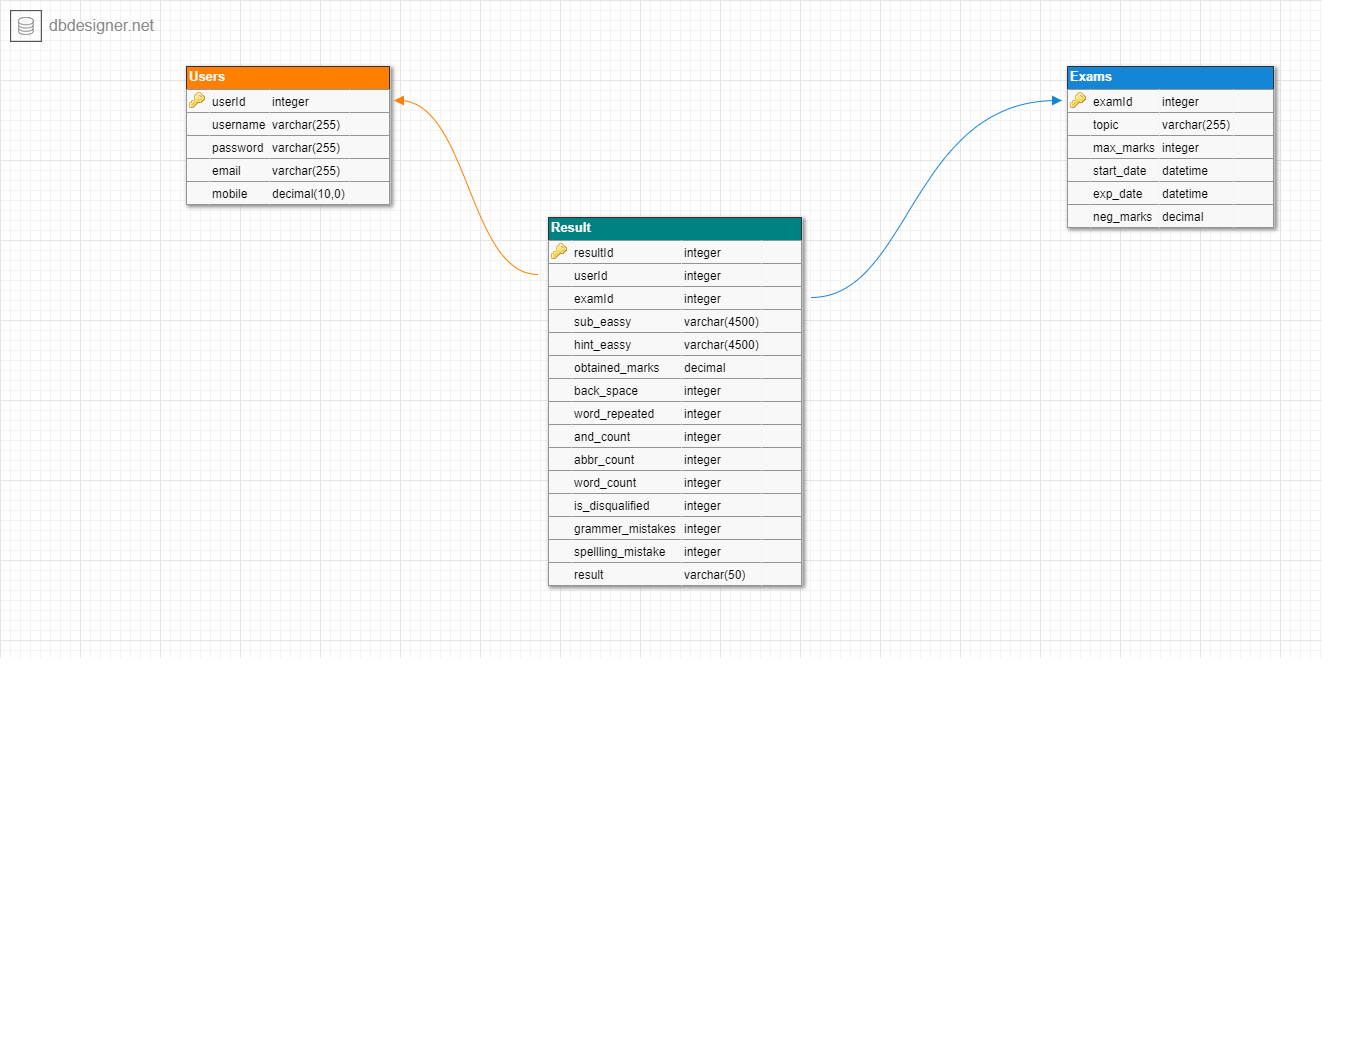 dbdesigner.net
Users
userId integer
username varchar(255)
password varchar(255)
email varchar(255)
mobile decimal(10,0)
Exams
examId integer
topic varchar(255)
max_marks integer
start_date datetime
exp_date datetime
neg_marks decimal
Result
resultId integer
userId integer
examId integer
sub_eassy varchar(4500)
hint_eassy varchar(4500)
obtained_marks decimal
back_space integer
word_repeated integer
and_count integer
abbr_count integer
word_count integer
is_disqualified integer
grammer_mistakes integer
spellling_mistake integer
result varchar(50)